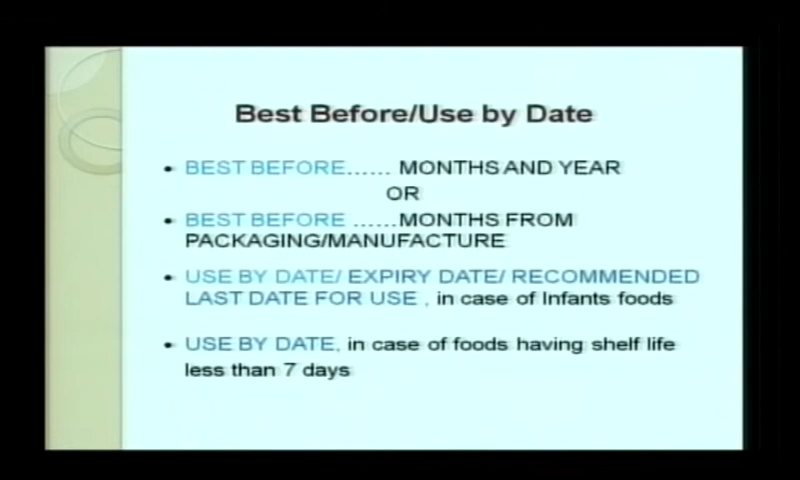 Best Before/Use by Date
• BEST BEFORE...... MONTHS AND YEAR
OR
• BEST BEFORE ......MONTHS FROM
PACKAGING/MANUFACTURE
• USE BY DATE/ EXPIRY DATE/ RECOMMENDED
LAST DATE FOR USE , in case of Infants foods
• USE BY DATE, in case of foods having shelf life
less than 7 days